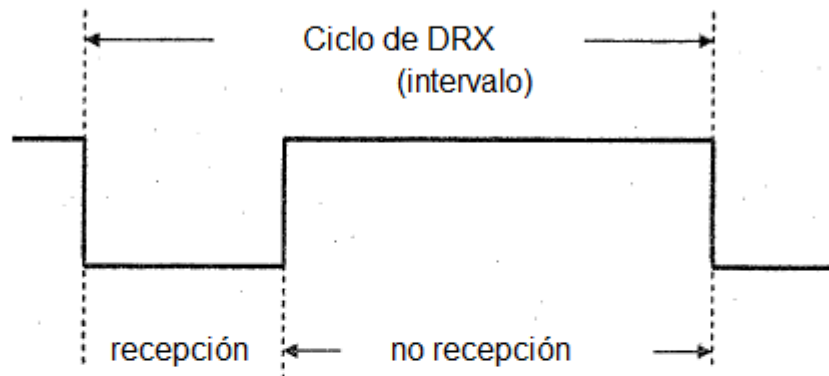 Ciclo de DRX
(intervalo)
recepción
no recepción